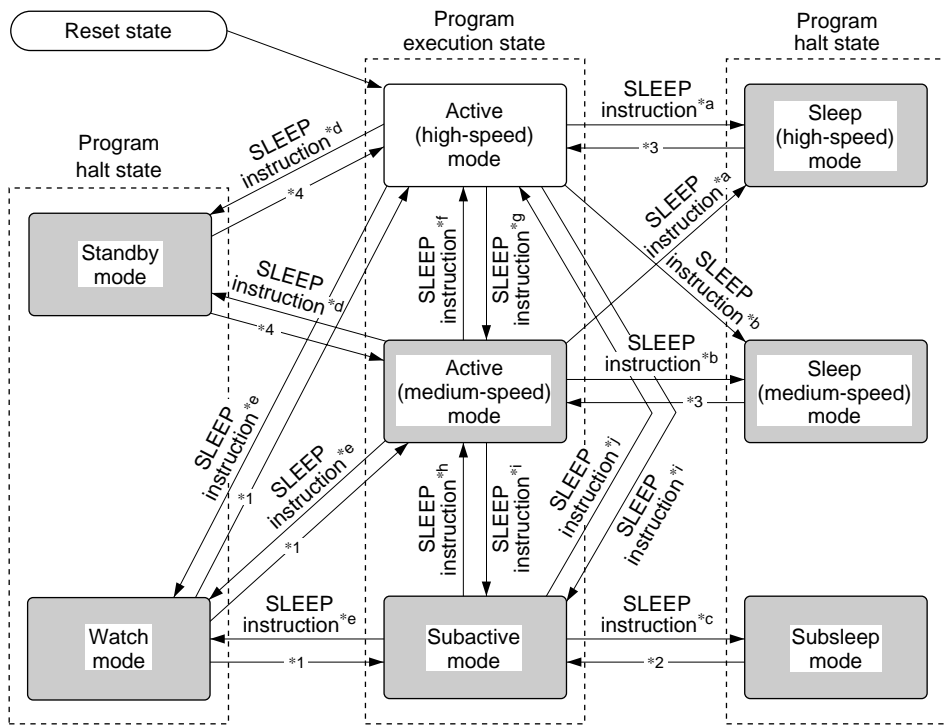 Reset state
Program
execution state
Program
halt state
Program
halt state
Active
(high-speed)
mode
SLEEP
instruction*a
*3
Sleep
(high-speed)
mode
SLEEP
instruction*d
*4
Standby
mode
SLEEP
instruction*d
*4
SLEEP
instruction*f
SLEEP
instruction*g
SLEEP
instruction*a
SLEEP
instruction*b
Active
(medium-speed)
mode
SLEEP
instruction*b
*3
Sleep
(medium-speed)
mode
SLEEP
instruction*e
*1
SLEEP
instruction*e
*1
SLEEP
instruction*h
SLEEP
instruction*i
SLEEP
instruction*j
SLEEP
instruction*i
Watch
mode
SLEEP
instruction*e
*1
Subactive
mode
SLEEP
instruction*c
*2
Subsleep
mode